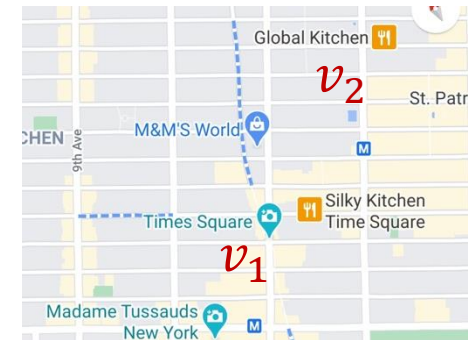 Global Kitchen
v2
St. Patr
M&M'S World
CHEN
9th Ave
M
Silky Kitchen
Time Square
Times Square
v1
Madame Tussauds
New York
M